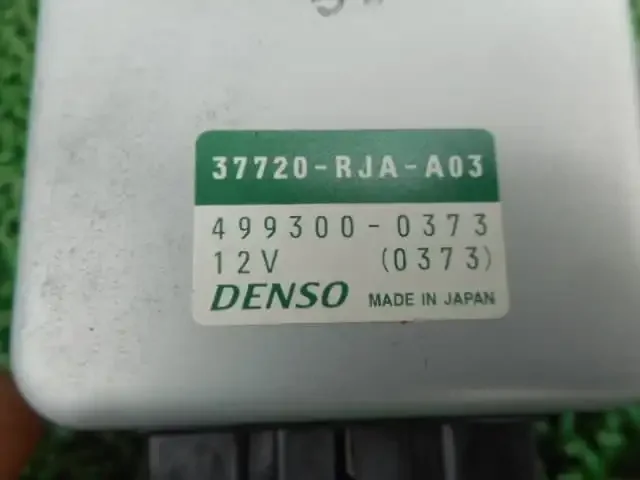 37720-RJA-A03
499300-0373
12V (0373)
DENSO MADE IN JAPAN